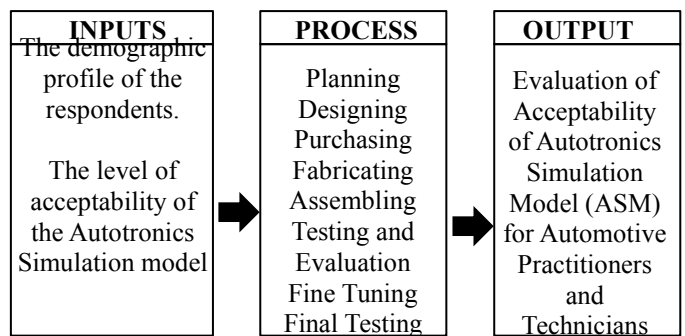 INPUTS
The demographic
profile of the
respondents.
The level of
acceptability of
the Autotronics
Simulation model
PROCESS
Planning
Designing
Purchasing
Fabricating
Assembling
Testing and
Evaluation
Fine Tuning
Final Testing
OUTPUT
Evaluation of
Acceptability
of Autotronics
Simulation
Model (ASM)
for Automotive
Practitioners
and
Technicians